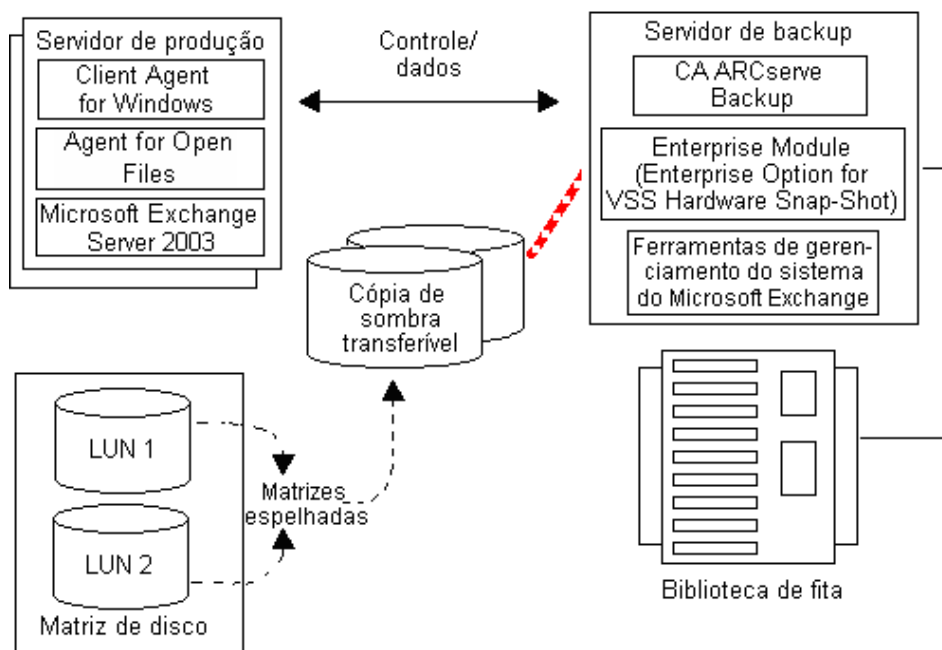 Servidor de produção
Client Agent
for Windows
Agent for Open
Files
Microsoft Exchange
Server 2003
Controle/
dados
Servidor de backup
CA ARCserve
Backup
Enterprise Module
(Enterprise Option for
VSS Hardware Snap-Shot)
Ferramentas de geren-
ciamento do sistema
do Microsoft Exchange
Cópia de
sombra
transferível
LUN 1
LUN 2
Matriz de disco
Matrizes
espelhadas
Biblioteca de fita